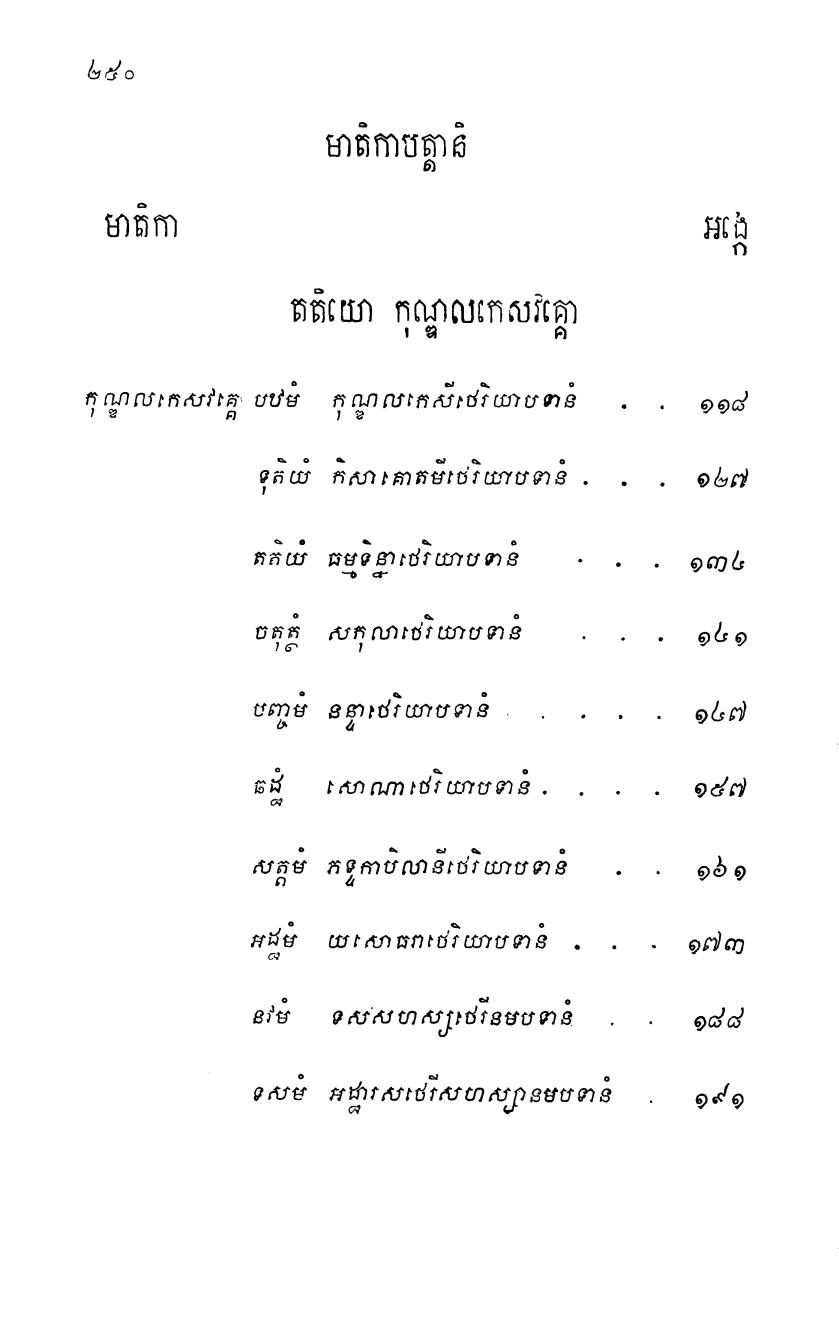 ២៥០
មាតិកាបត្តានិ
មាតិកា អង្កេ
តតិយោ កុណ្ឌលកេសវគ្គោ
កុណ្ឌលកេសវគ្គេ បឋមំ កុណ្ឌលកេសីថេរិយាបទានំ . . ១១៨
ទុតិយំ កិសាគោតមីថេរិយាបទានំ . . . ១២៧
តតិយំ ធម្មទិន្នាថេរិយាបទានំ . . . ១៣៤
ចតុត្ថំ សកុលាថេរិយាបទានំ . . . ១៤១
បញ្ចមំ នន្ទាថេរិយាបទានំ . . . . . ១៤៧
ឆដ្ឋំ សោណាថេរិយាបទានំ . . . . ១៥៧
សត្តមំ ភទ្ទកាបិលានីថេរិយាបទានំ . . ១៦១
អដ្ឋមំ យសោធរាថេរិយាបទានំ . . . ១៧៣
នវមំ ទសសហស្សថេរីនមបទានំ . . ១៨៨
ទសមំ អដ្ឋារសថេរីសហស្សានមបទានំ . ១៩១